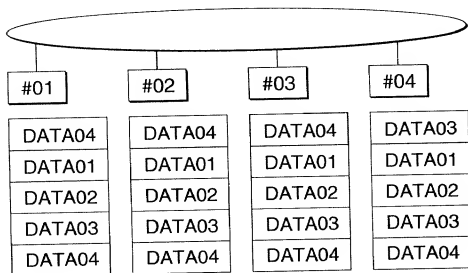 #01 #02 #03 #04
DATA04 DATA04 DATA04 DATA03
DATA01 DATA01 DATA01 DATA01
DATA02 DATA02 DATA02 DATA02
DATA03 DATA03 DATA03 DATA03
DATA04 DATA04 DATA04 DATA04